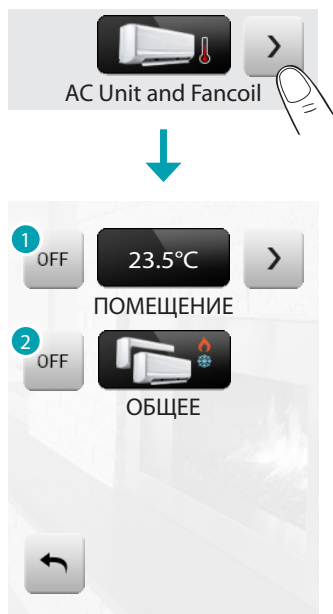 AC Unit and Fancoil
1
OFF 23.5°C
ПОМЕЩЕНИЕ
2
OFF
ОБЩЕЕ